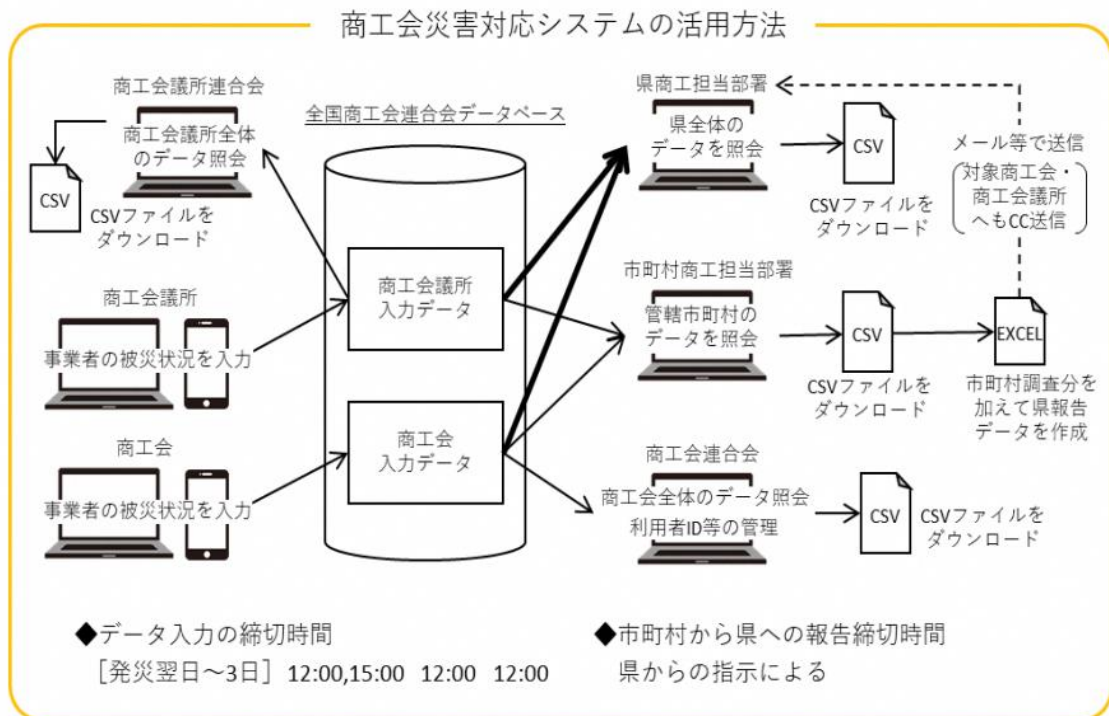 商工会災害対応システムの活用方法
商工会議所連合会
商工会議所全体
のデータ照会
CSV
CSVファイルを
ダウンロード
商工会議所
事業者の被災状況を入力
商工会
事業者の被災状況を入力
全国商工会連合会データベース
商工会議所
入力データ
商工会
入力データ
県商工担当部署
県全体の
データを照会
CSV
CSVファイルを
ダウンロード
メール等で送信
対象商工会・
商工会議所
へもCC送信
市町村商工担当部署
管轄市町村の
データを照会
CSV
CSVファイルを
ダウンロード
EXCEL
市町村調査分を
加えて県報告
データを作成
商工会連合会
商工会全体のデータ照会
利用者ID等の管理
CSV
CSVファイルを
ダウンロード
◆データ入力の締切時間
［発災翌日～3日］ 12:00,15:00 12:00 12:00
◆市町村から県への報告締切時間
県からの指示による